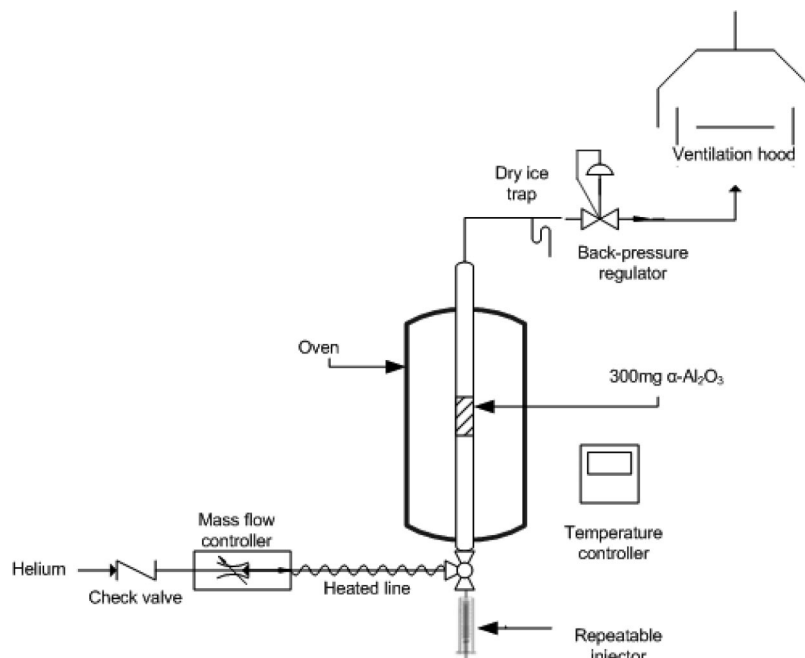 Ventilation hood
Dry ice
trap
Back-pressure
regulator
Oven
300mg α-Al₂O₃
Mass flow
controller
Temperature
controller
Helium
Check valve
Heated line
Repeatable
injector